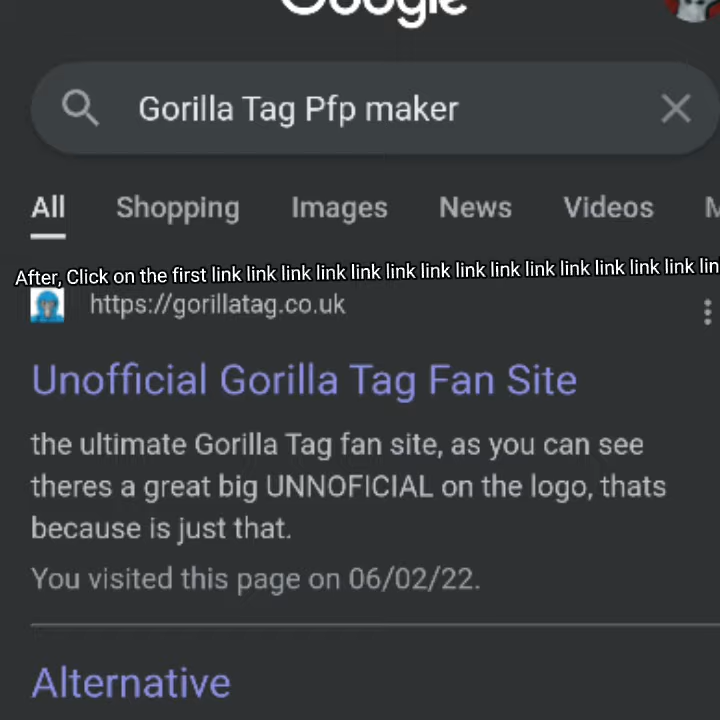 Google
Gorilla Tag Pfp maker
All Shopping Images News Videos
After, Click on the first link link link link link link link link link link link link link link
https://gorillatag.co.uk
Unofficial Gorilla Tag Fan Site
the ultimate Gorilla Tag fan site, as you can see
theres a great big UNNOFICIAL on the logo, thats
because is just that.
You visited this page on 06/02/22.
Alternative